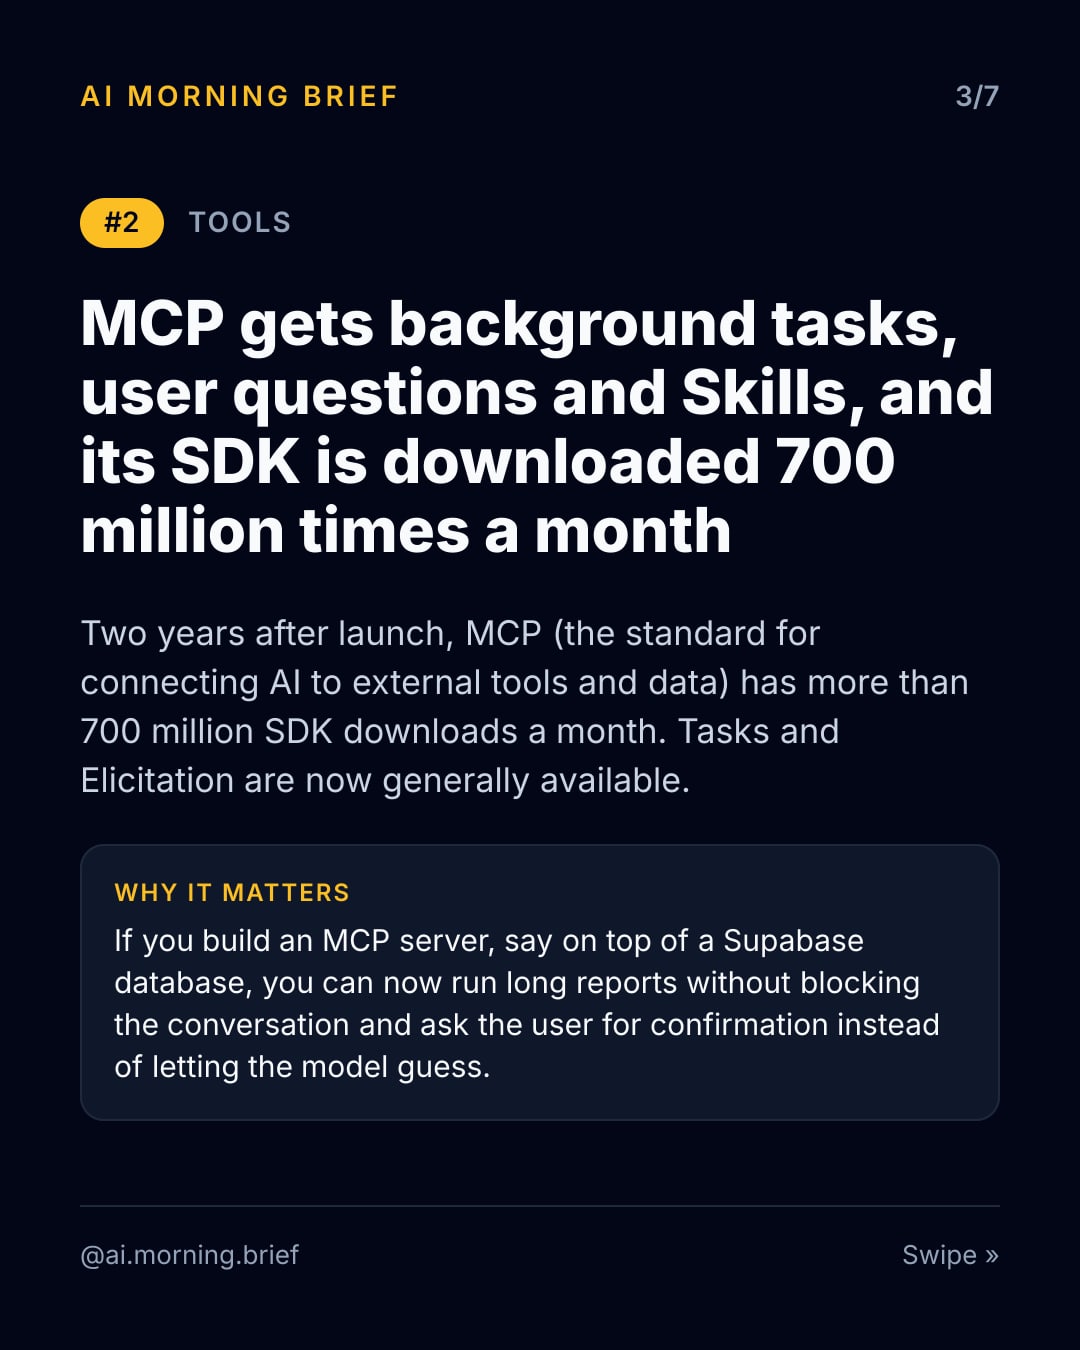 AI MORNING BRIEF
3/7
#2 TOOLS
MCP gets background tasks,
user questions and Skills, and
its SDK is downloaded 700
million times a month
Two years after launch, MCP (the standard for
connecting AI to external tools and data) has more than
700 million SDK downloads a month. Tasks and
Elicitation are now generally available.
WHY IT MATTERS
If you build an MCP server, say on top of a Supabase
database, you can now run long reports without blocking
the conversation and ask the user for confirmation instead
of letting the model guess.
@ai.morning.brief
Swipe »